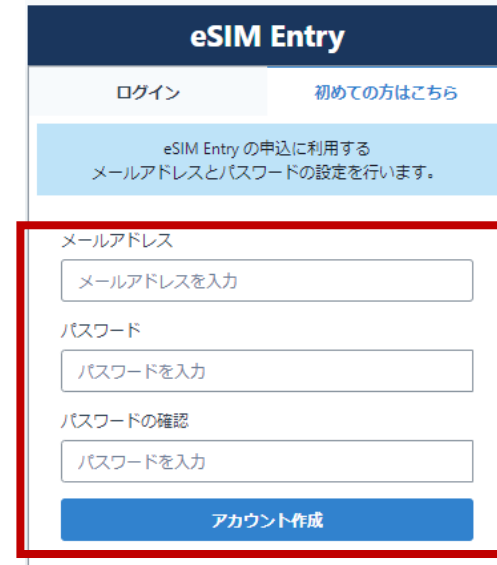 eSIM Entry
ログイン
初めての方はこちら
eSIM Entry の申込に利用する
メールアドレスとパスワードの設定を行います。
メールアドレス
メールアドレスを入力
パスワード
パスワードを入力
パスワードの確認
パスワードを入力
アカウント作成